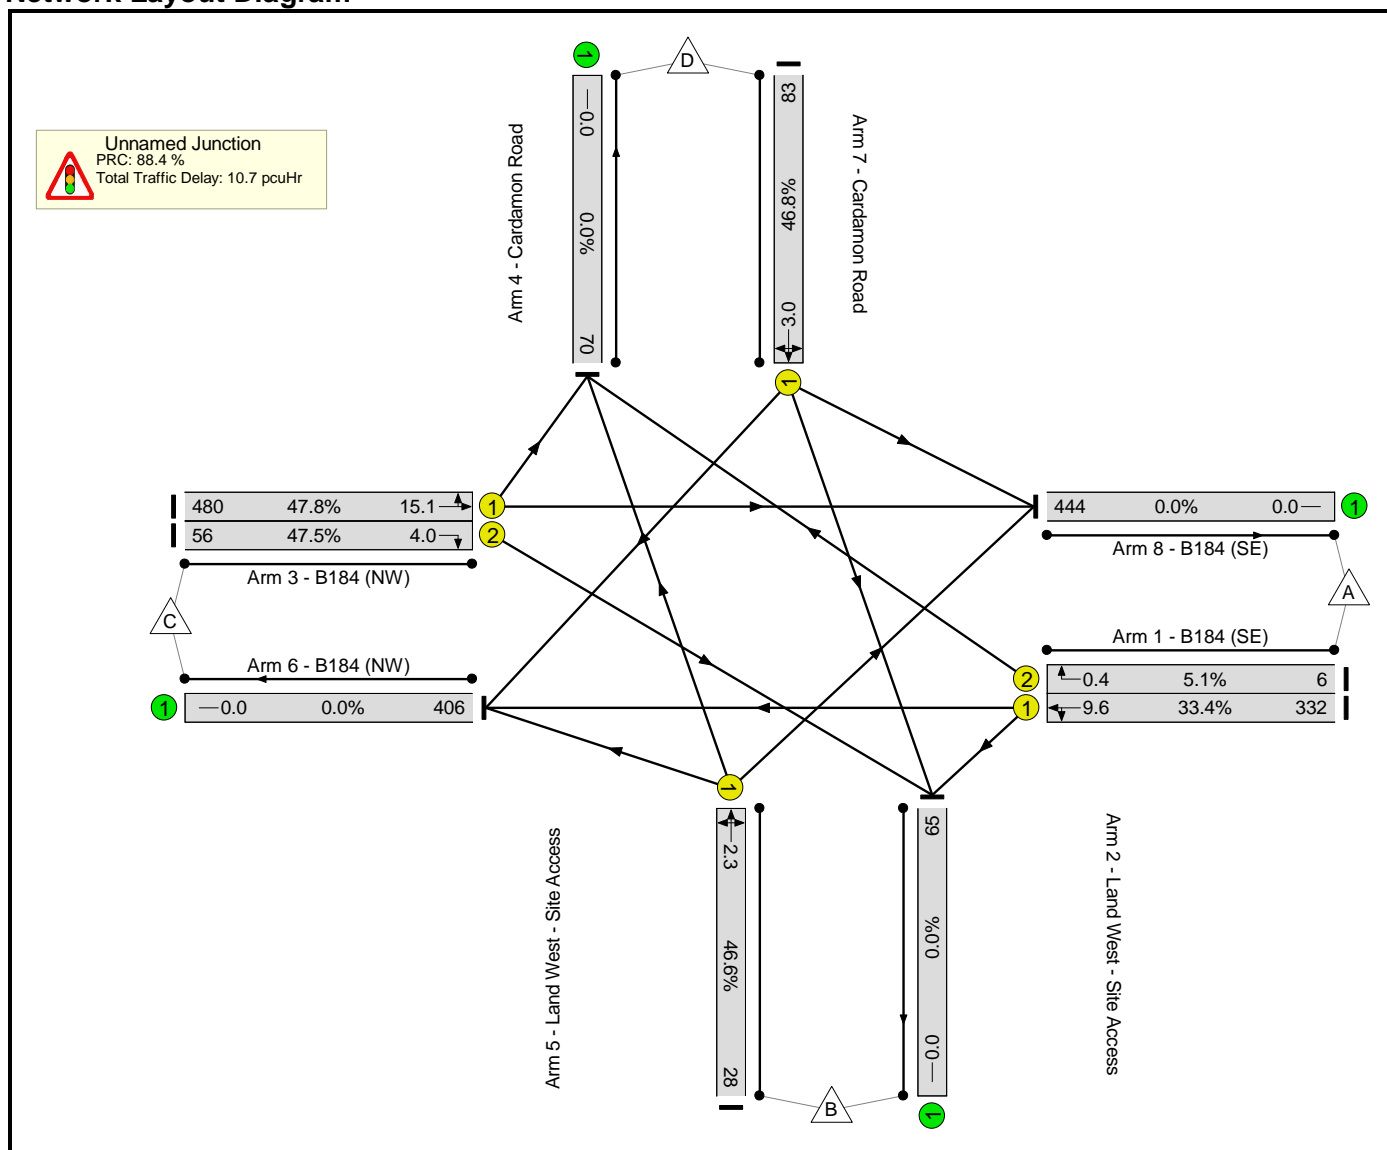 Network Layout Diagram
1
D
83
Unnamed Junction
PRC: 88.4 %
Total Traffic Delay: 10.7 pcuHr
0.0
0.0%
70
Arm 4 - Cardamon Road
46.8%
3.0
Arm 7 - Cardamon Road
1
480 47.8% 15.1
1
56 47.5% 4.0
2
Arm 3 - B184 (NW)
444 0.0% 0.0
1
Arm 8 - B184 (SE)
C
A
Arm 6 - B184 (NW)
Arm 1 - B184 (SE)
1
0.0 0.0% 406
2
0.4 5.1% 6
1
9.6 33.4% 332
1
2.3
46.6%
28
Arm 5 - Land West - Site Access
65
0.0%
0.0
Arm 2 - Land West - Site Access
B
1